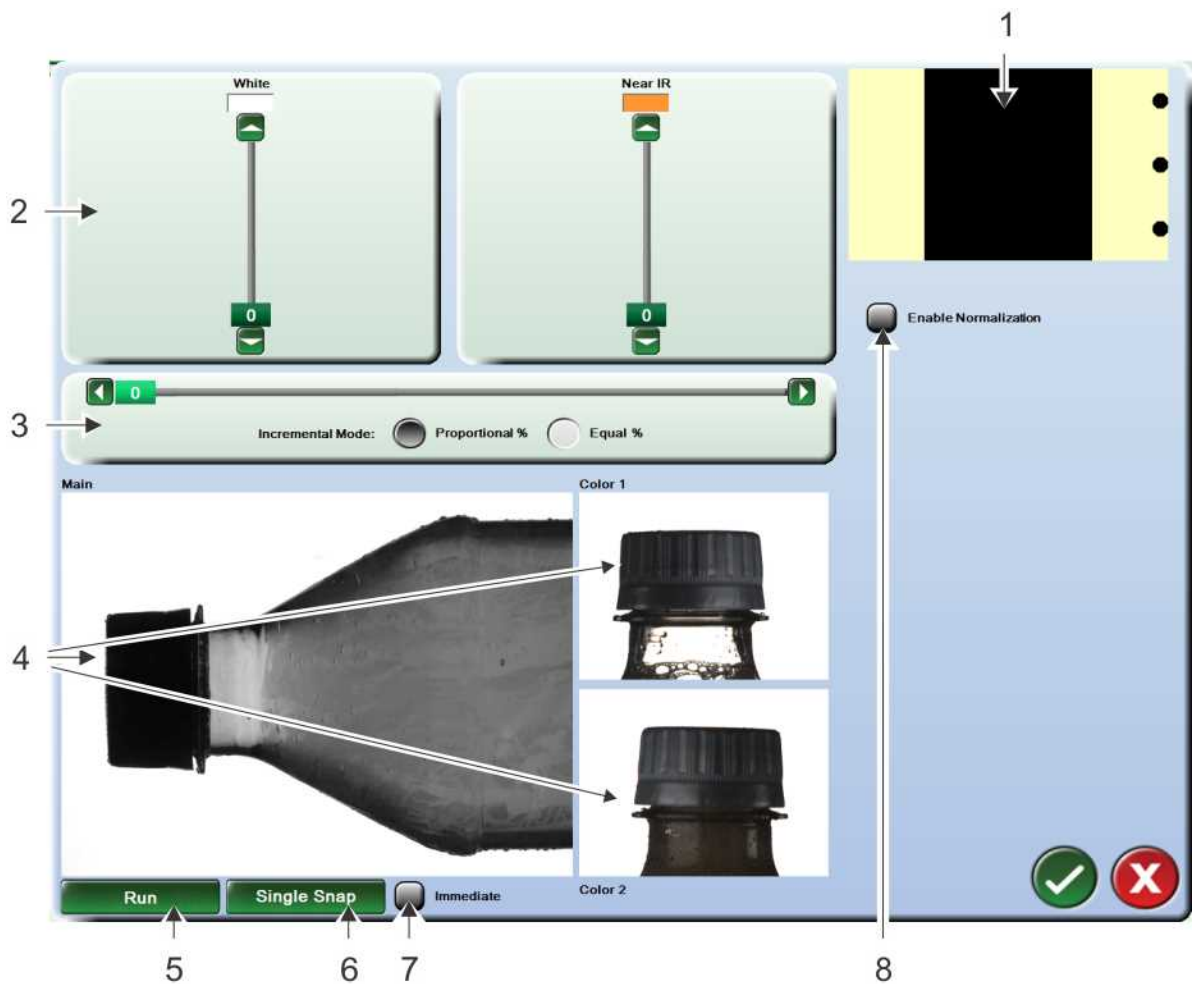 1
White
Near IR
2
0
0
Enable Normalization
0
3
Incremental Mode:
Proportional %
Equal %
Main
Color 1
4
Run
Single Snap
Immediate
Color 2
5
6
7
8